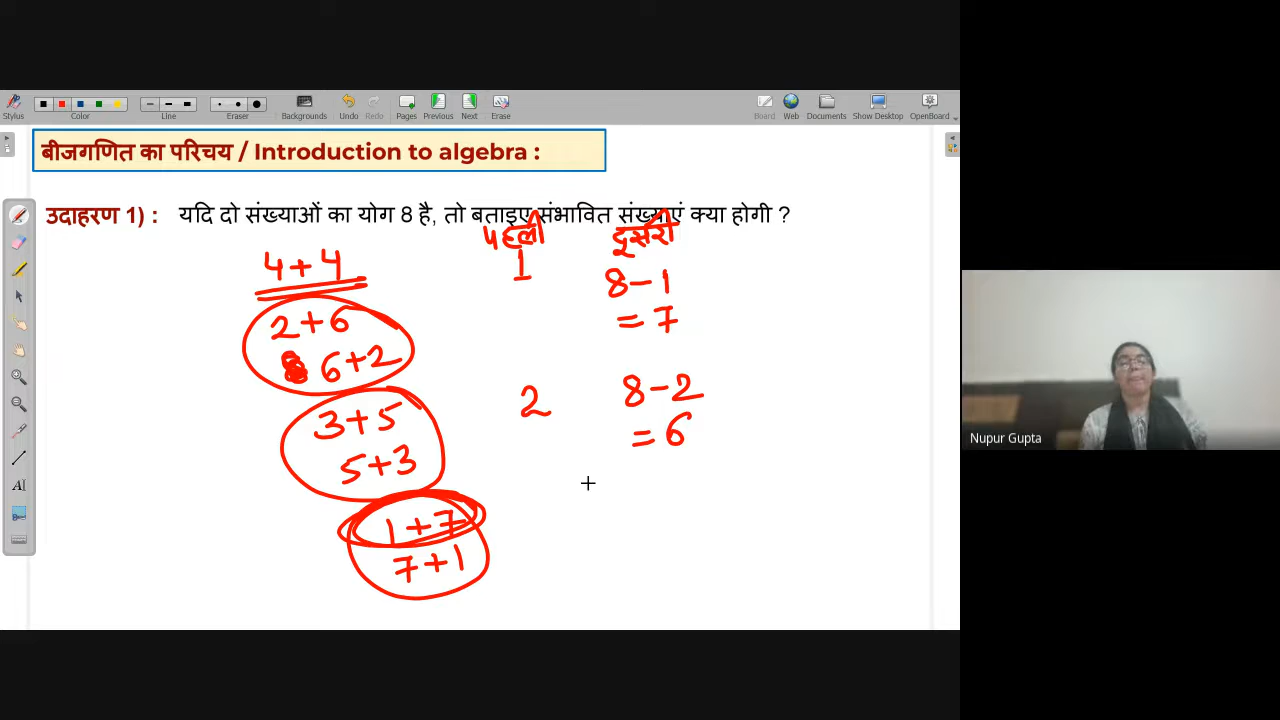 Stylus
Color
Line
Eraser
Backgrounds
Undo
Redo
Pages
Previous
Next
Erase
Board
Web
Documents
Show Desktop
OpenBoard
बीजगणित का परिचय / Introduction to algebra :
उदाहरण 1) : यदि दो संख्याओं का योग 8 है, तो बताइए संभावित संख्याएं क्या होगी ?
पहली दूसरी
4 + 4
1 8 - 1
= 7
2 + 6
6 + 2
2 8 - 2
= 6
3 + 5
5 + 3
1 + 7
7 + 1
Nupur Gupta